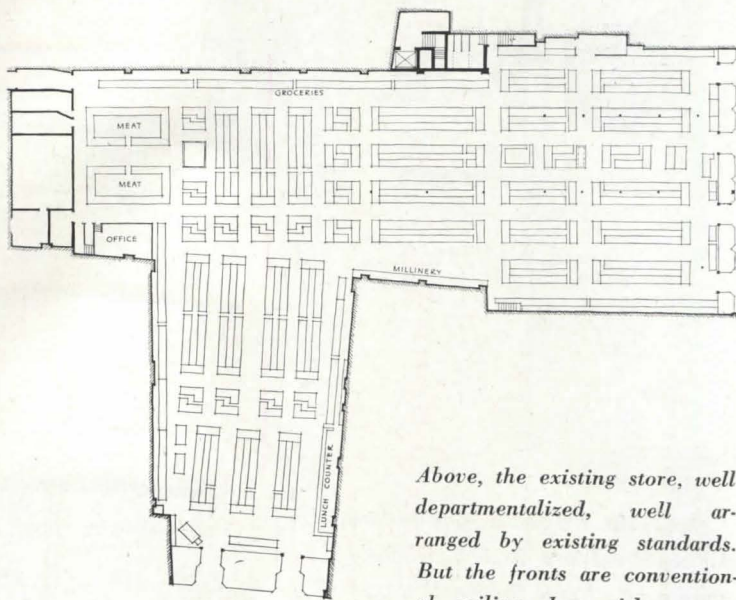 GROCERIES
MEAT
MEAT
OFFICE
MILLINERY
LUNCH COUNTER
Above, the existing store, well
departmentalized, well ar-
ranged by existing standards.
But the fronts are convention-